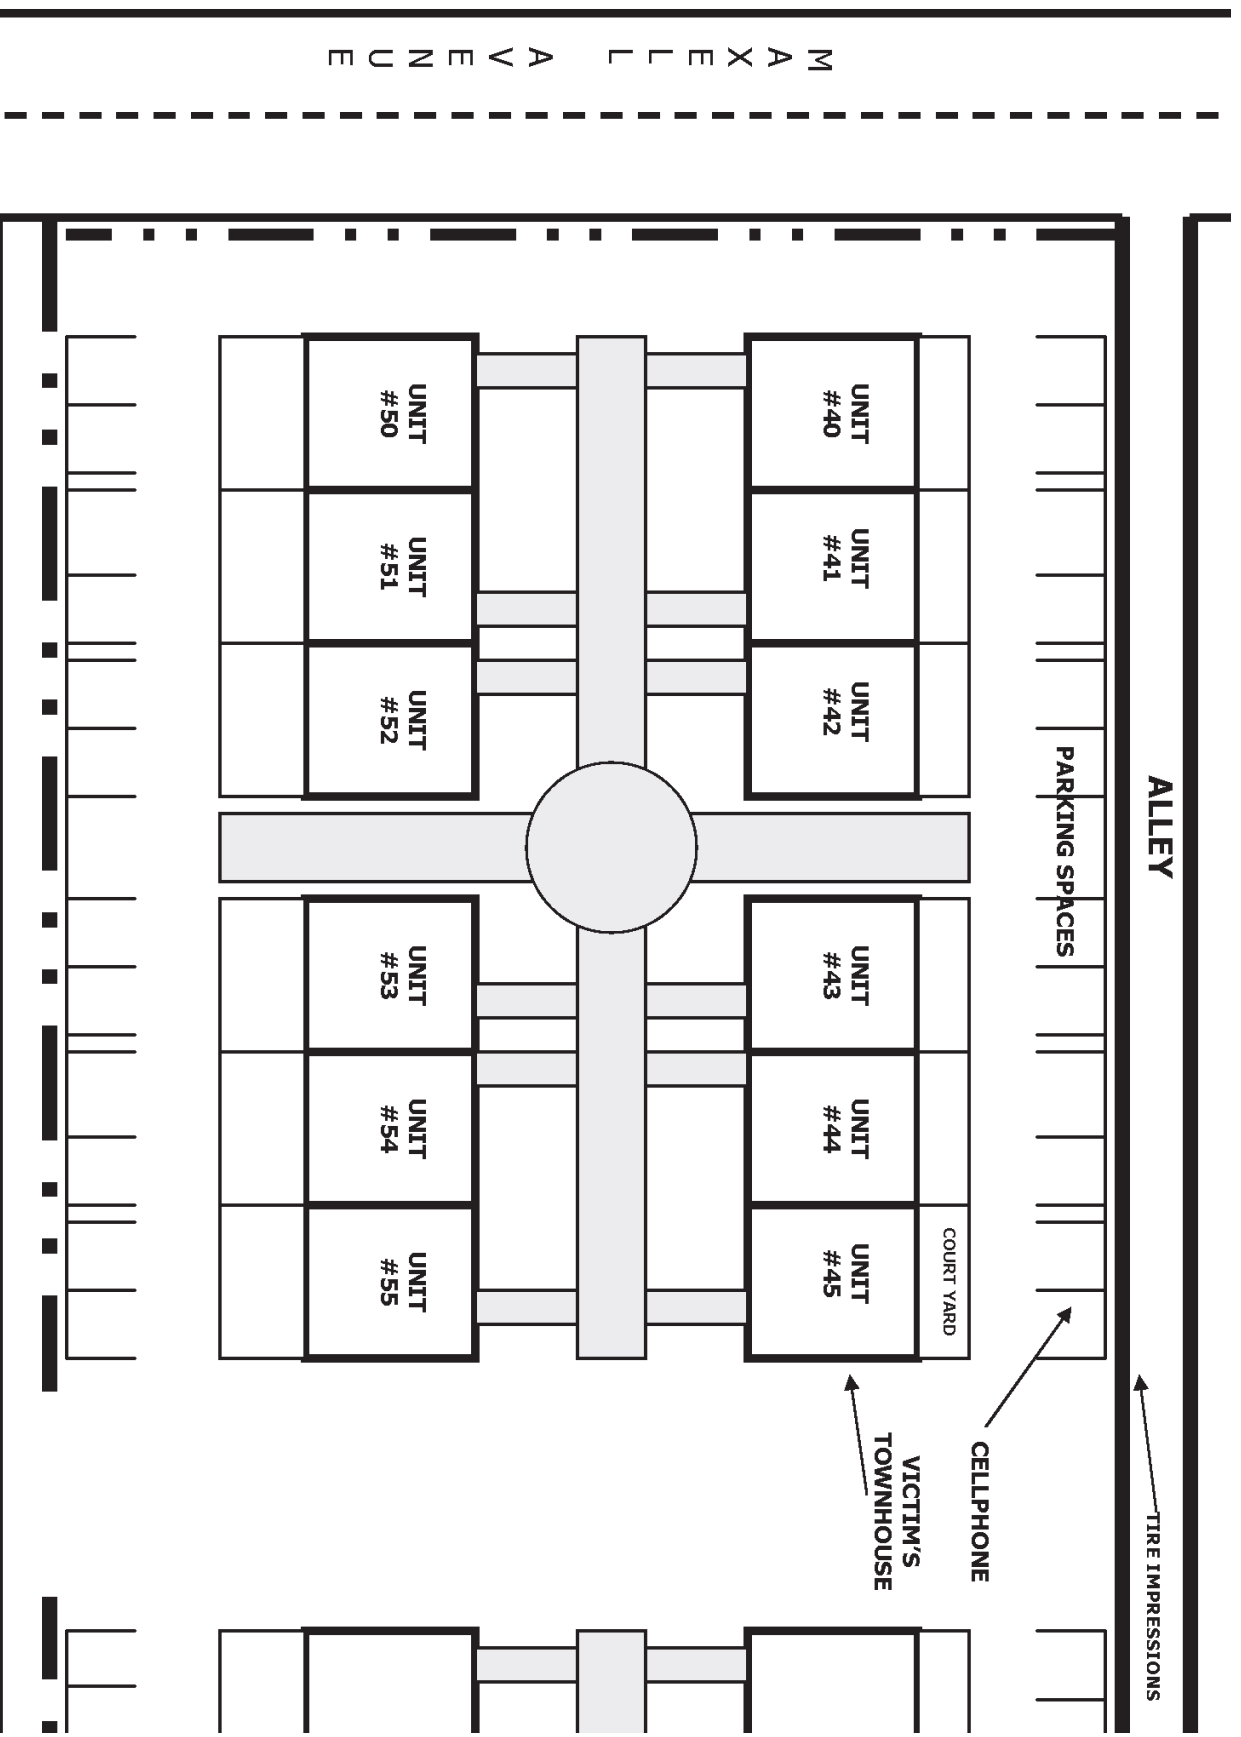 MAXELL AVENUE
ALLEY
TIRE IMPRESSIONS
PARKING SPACES
CELLPHONE
COURT YARD
VICTIM'S
TOWNHOUSE
UNIT
#40
UNIT
#41
UNIT
#42
UNIT
#43
UNIT
#44
UNIT
#45
UNIT
#50
UNIT
#51
UNIT
#52
UNIT
#53
UNIT
#54
UNIT
#55